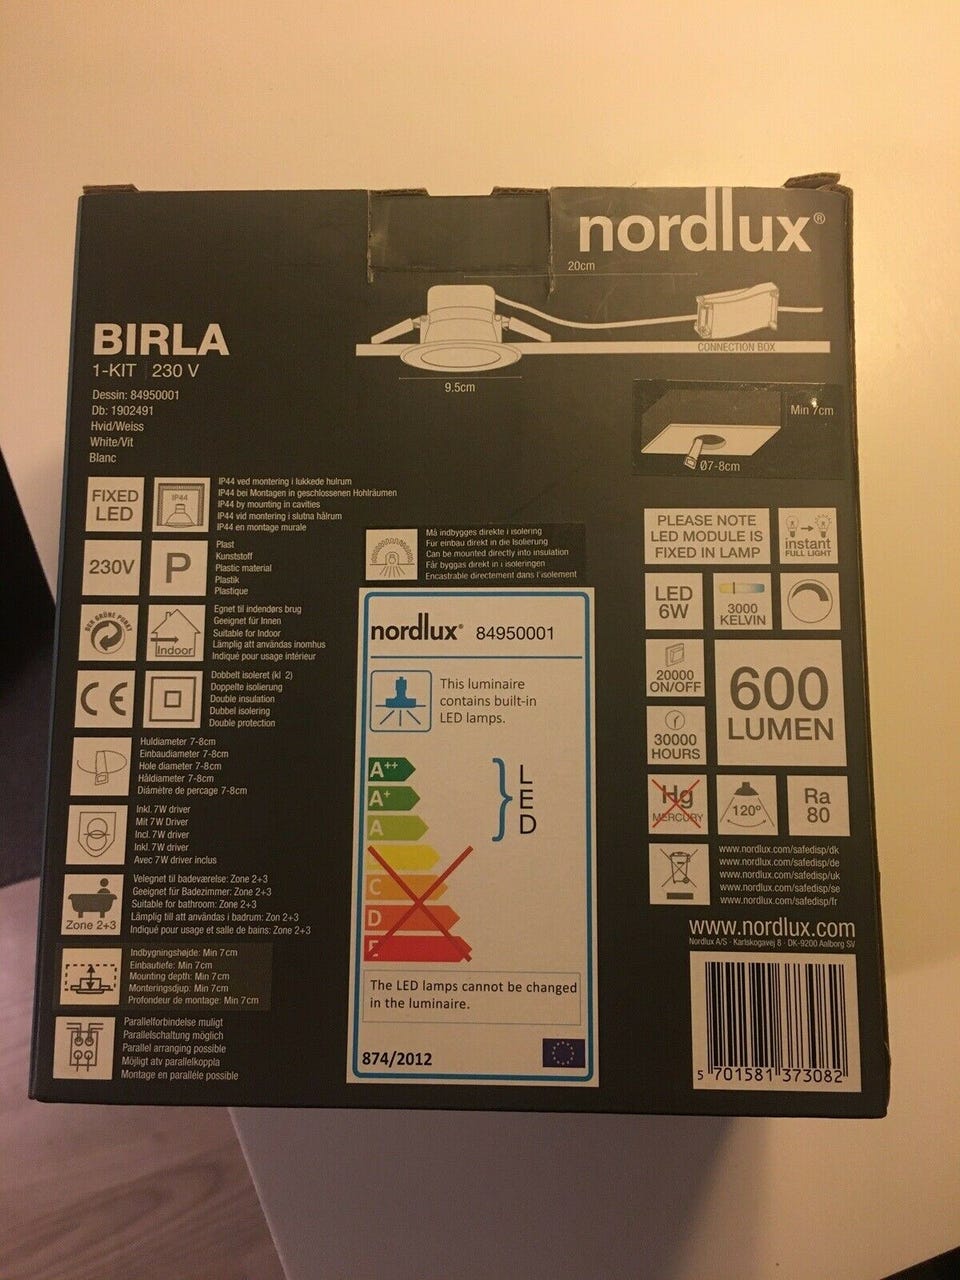 nordlux®
20cm
CONNECTION BOX
9.5cm
Min 7cm
Ø7-8cm
BIRLA
1-KIT | 230 V
Dessin: 84950001
Db: 1902491
Hvid/Weiss
White/Vit
Blanc
FIXED
LED
IP44
IP44 ved montering i lukkede hulrum
IP44 bei Montagen in geschlossenen Hohlräumen
IP44 by mounting in cavities
IP44 vid montering i slutna hålrum
IP44 en montage murale
230V
P
Plast
Kunststoff
Plastic material
Plastik
Plastique
DER GRÜNE PUNKT
Indoor
Egnet til indendørs brug
Geeignet für Innen
Suitable for Indoor
Lämplig att användas inomhus
Indiqué pour usage intérieur
CE
Dobbelt isoleret (kl 2)
Doppelte isolierung
Double insulation
Dubbel isolering
Double protection
Huldiameter 7-8cm
Einbaudiameter 7-8cm
Hole diameter 7-8cm
Håldiameter 7-8cm
Diamètre de percage 7-8cm
Inkl. 7W driver
Mit 7W driver
Incl. 7W driver
Inkl. 7W driver
Avec 7W driver inclus
Zone 2+3
Velegnet til badeværelse: Zone 2+3
Geeignet für Badezimmer: Zone 2+3
Suitable for bathroom: Zone 2+3
Lämplig till att användas i badrum: Zon 2+3
Indiqué pour usage et salle de bains: Zone 2+3
Indbygningshøjde: Min 7cm
Einbautiefe: Min 7cm
Mounting depth: Min 7cm
Monteringsdjup: Min 7cm
Profondeur de montage: Min 7cm
Parallelforbindelse muligt
Parallelschaltung möglich
Parallel arranging possible
Möjligt atv parallelkoppla
Montage en paralléle possible
Må indbygges direkte i isolering
Für einbau direkt in die Isolierung
Can be mounted directly into insulation
Får byggas direkt in i isoleringen
Encastrable directement dans l'isolement
nordlux® 84950001
This luminaire
contains built-in
LED lamps.
A++
A+
A
C
D
E
L
E
D
The LED lamps cannot be changed
in the luminaire.
874/2012
PLEASE NOTE
LED MODULE IS
FIXED IN LAMP
instant
FULL LIGHT
LED
6W
3000
KELVIN
20000
ON/OFF
600
LUMEN
30000
HOURS
Hg
MERCURY
120°
Ra
80
www.nordlux.com/safedisp/dk
www.nordlux.com/safedisp/de
www.nordlux.com/safedisp/uk
www.nordlux.com/safedisp/se
www.nordlux.com/safedisp/fr
www.nordlux.com
Nordlux A/S · Karlskogavej 8 · DK-9200 Aalborg SV
5 701581 373082